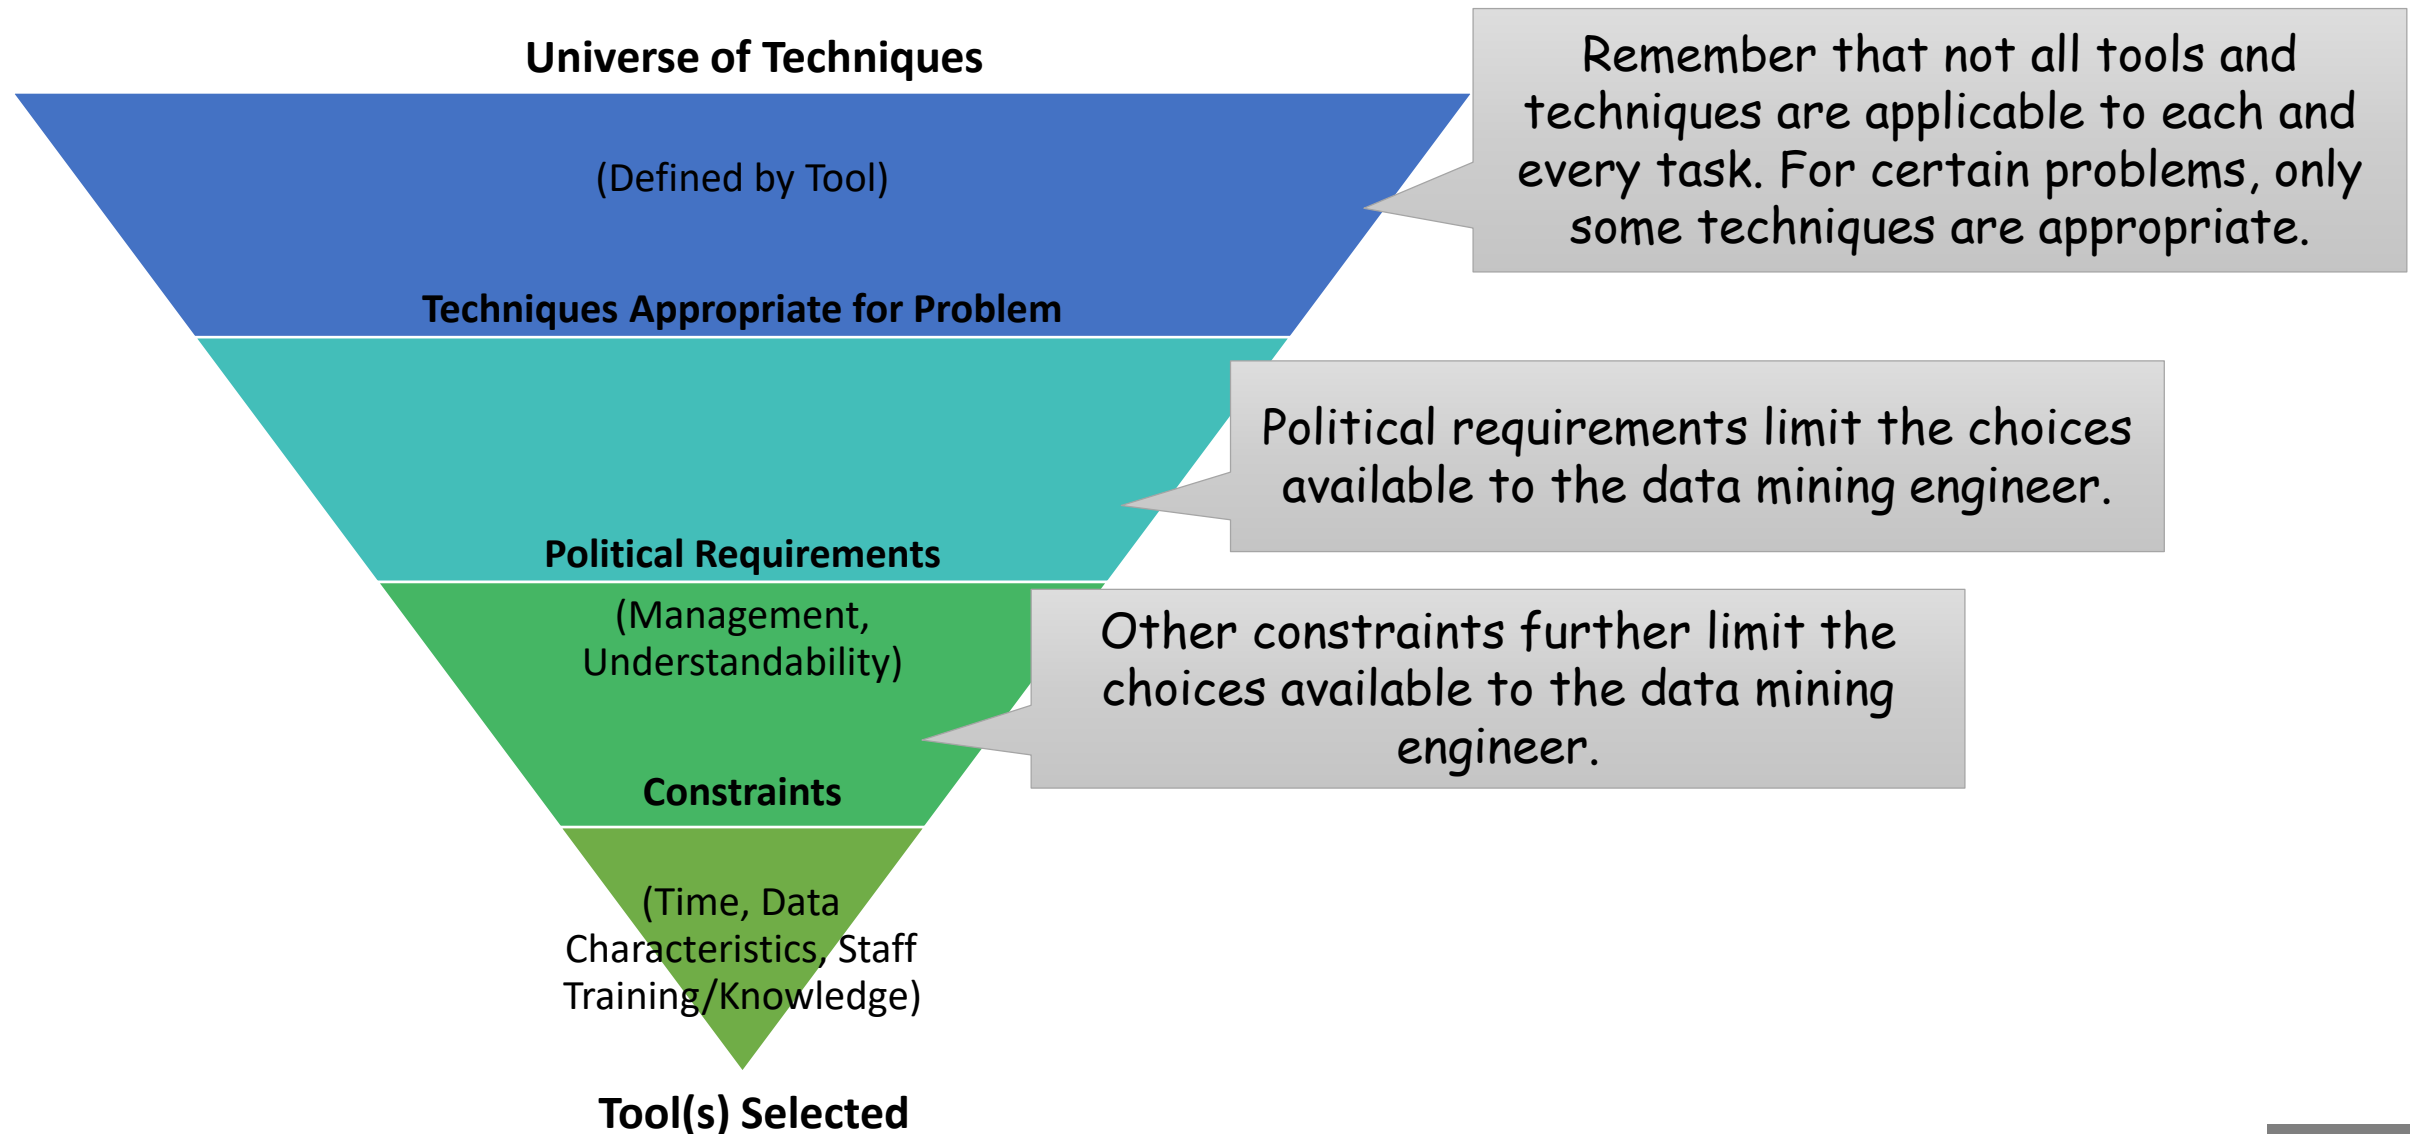 Universe of Techniques
(Defined by Tool)
Techniques Appropriate for Problem
Remember that not all tools and
techniques are applicable to each and
every task. For certain problems, only
some techniques are appropriate.
Political requirements limit the choices
available to the data mining engineer.
Political Requirements
(Management,
Understandability)
Other constraints further limit the
choices available to the data mining
engineer.
Constraints
(Time, Data
Characteristics, Staff
Training/Knowledge)
Tool(s) Selected